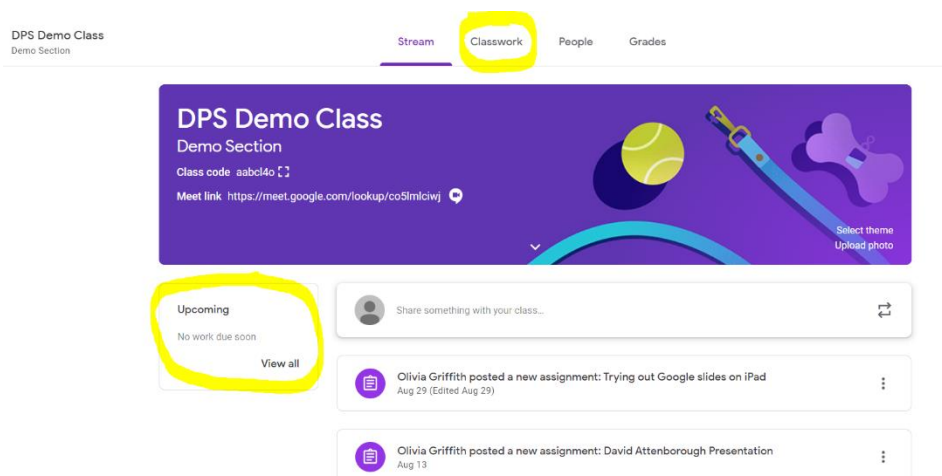 DPS Demo Class
Demo Section
Stream Classwork People Grades
DPS Demo Class
Demo Section
Class code aabcl4o
Meet link https://meet.google.com/lookup/co5lmlciwj
Select theme
Upload photo
Upcoming
No work due soon
View all
Share something with your class...
Olivia Griffith posted a new assignment: Trying out Google slides on iPad
Aug 29 (Edited Aug 29)
Olivia Griffith posted a new assignment: David Attenborough Presentation
Aug 13